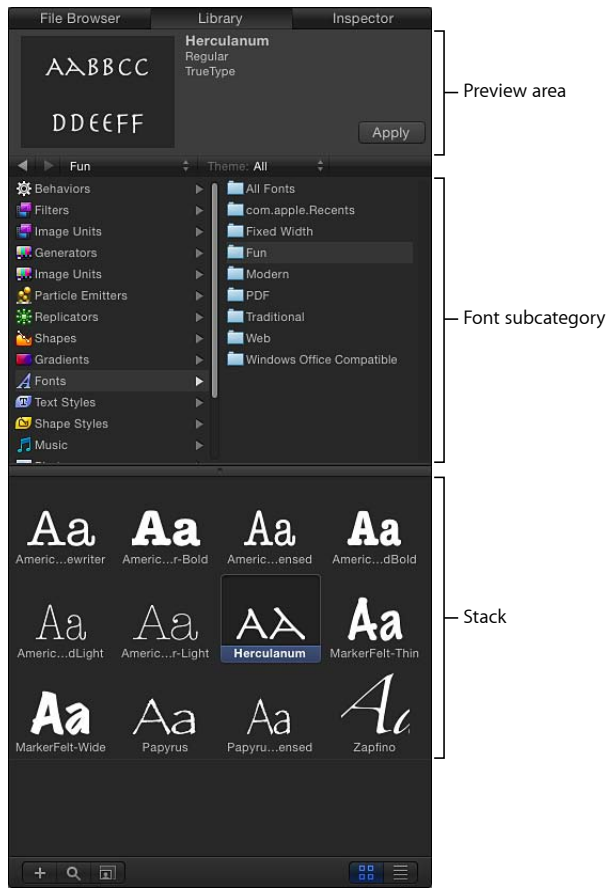 File Browser Library Inspector
Herculanum
Regular
TrueType
AABBCC
DDEEFF
Apply
Preview area
Fun Theme: All
Behaviors All Fonts
Filters com.apple.Recents
Image Units Fixed Width
Generators Fun
Image Units Modern
Particle Emitters PDF
Replicators Traditional
Shapes Web
Gradients Windows Office Compatible
Fonts
Text Styles
Shape Styles
Music
Font subcategory
Aa Aa Aa Aa
Americ...ewriter Americ...r-Bold Americ...ensed Americ...dBold
Aa Aa AA Aa
Americ...dLight Americ...r-Light Herculanum MarkerFelt-Thin
Aa Aa Aa Aa
MarkerFelt-Wide Papyrus Papyru...ensed Zapfino
Stack